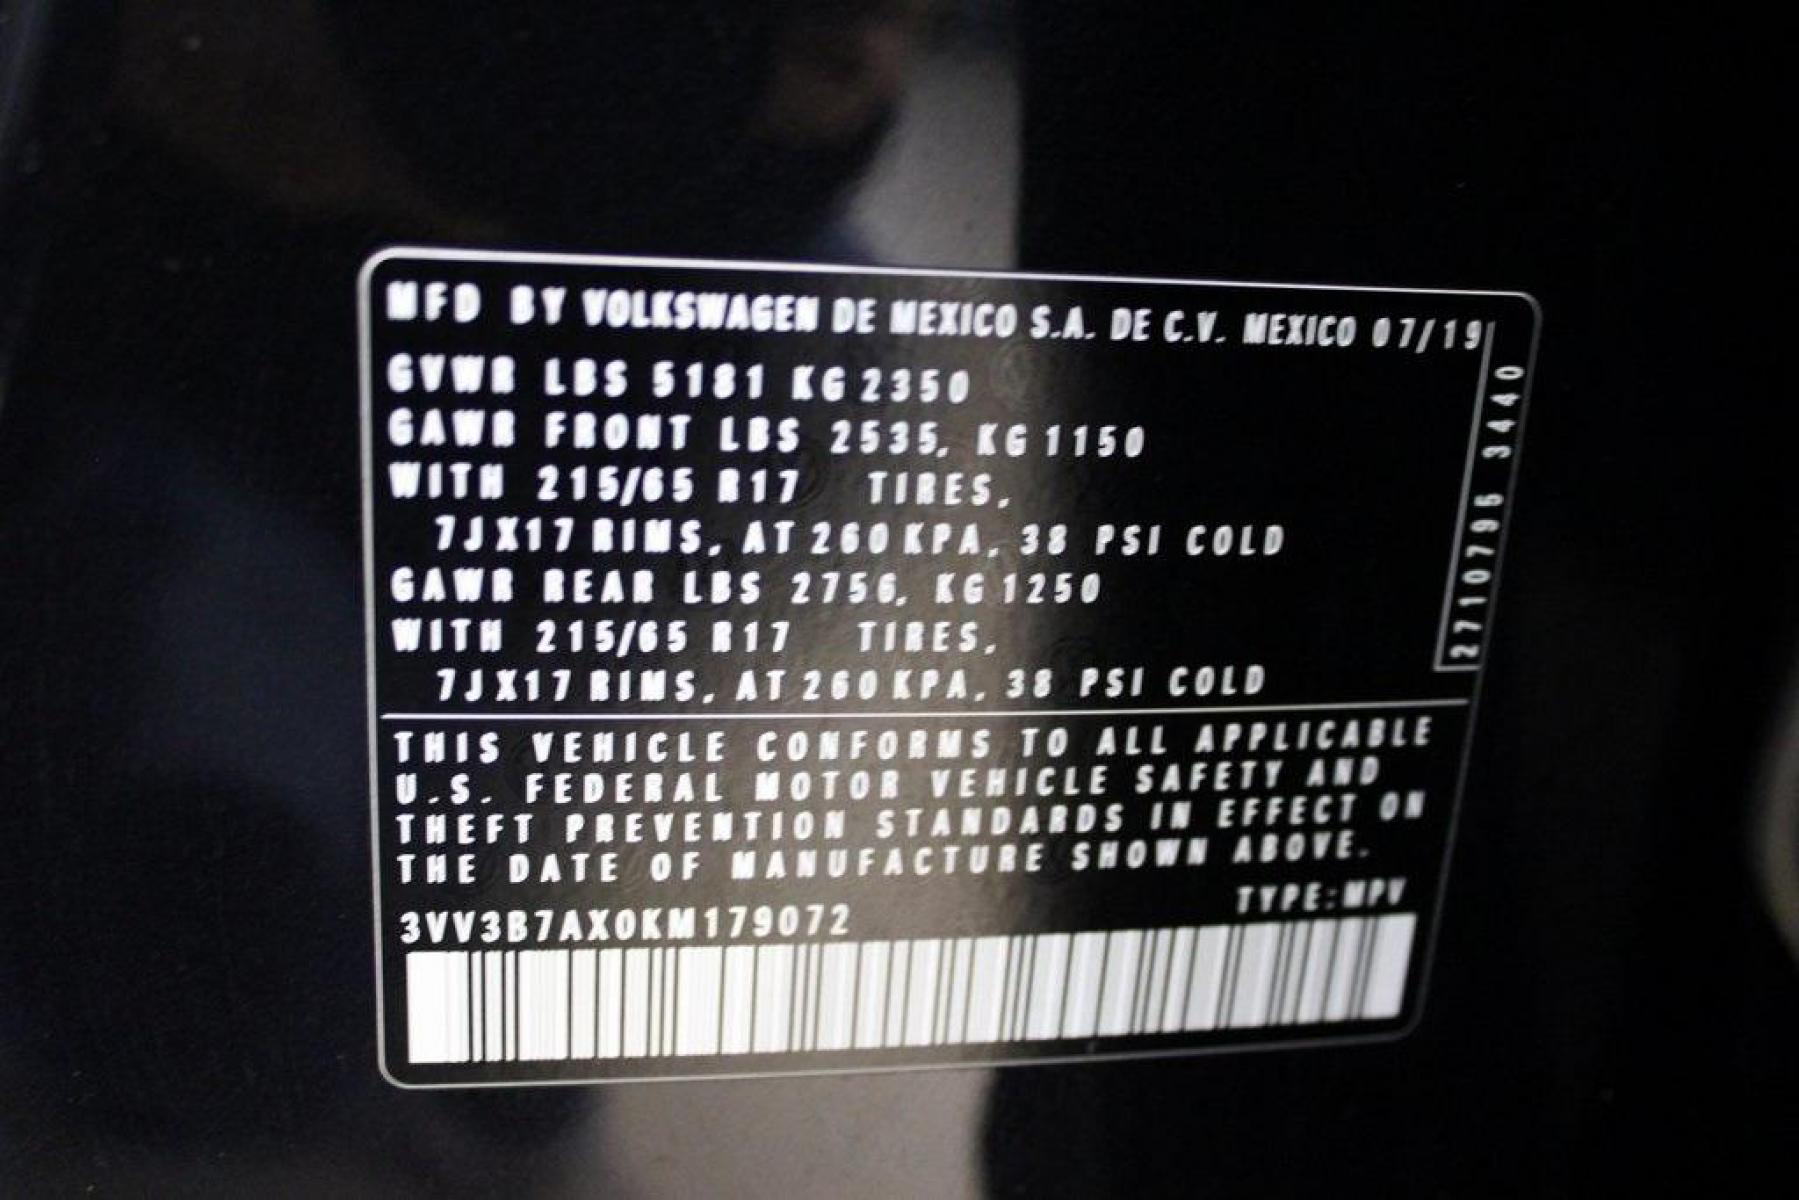 MFD BY VOLKSWAGEN DE MEXICO S.A. DE C.V. MEXICO 07/19
GVWR LBS 5181 KG 2350
GAWR FRONT LBS 2535, KG 1150
WITH 215/65 R17 TIRES,
7JX17 RIMS, AT 260 KPA, 38 PSI COLD
GAWR REAR LBS 2756, KG 1250
WITH 215/65 R17 TIRES,
7JX17 RIMS, AT 260 KPA, 38 PSI COLD
2710795 3440
THIS VEHICLE CONFORMS TO ALL APPLICABLE
U.S. FEDERAL MOTOR VEHICLE SAFETY AND
THEFT PREVENTION STANDARDS IN EFFECT ON
THE DATE OF MANUFACTURE SHOWN ABOVE.
TYPE:MPV
3VV3B7AX0KM179072